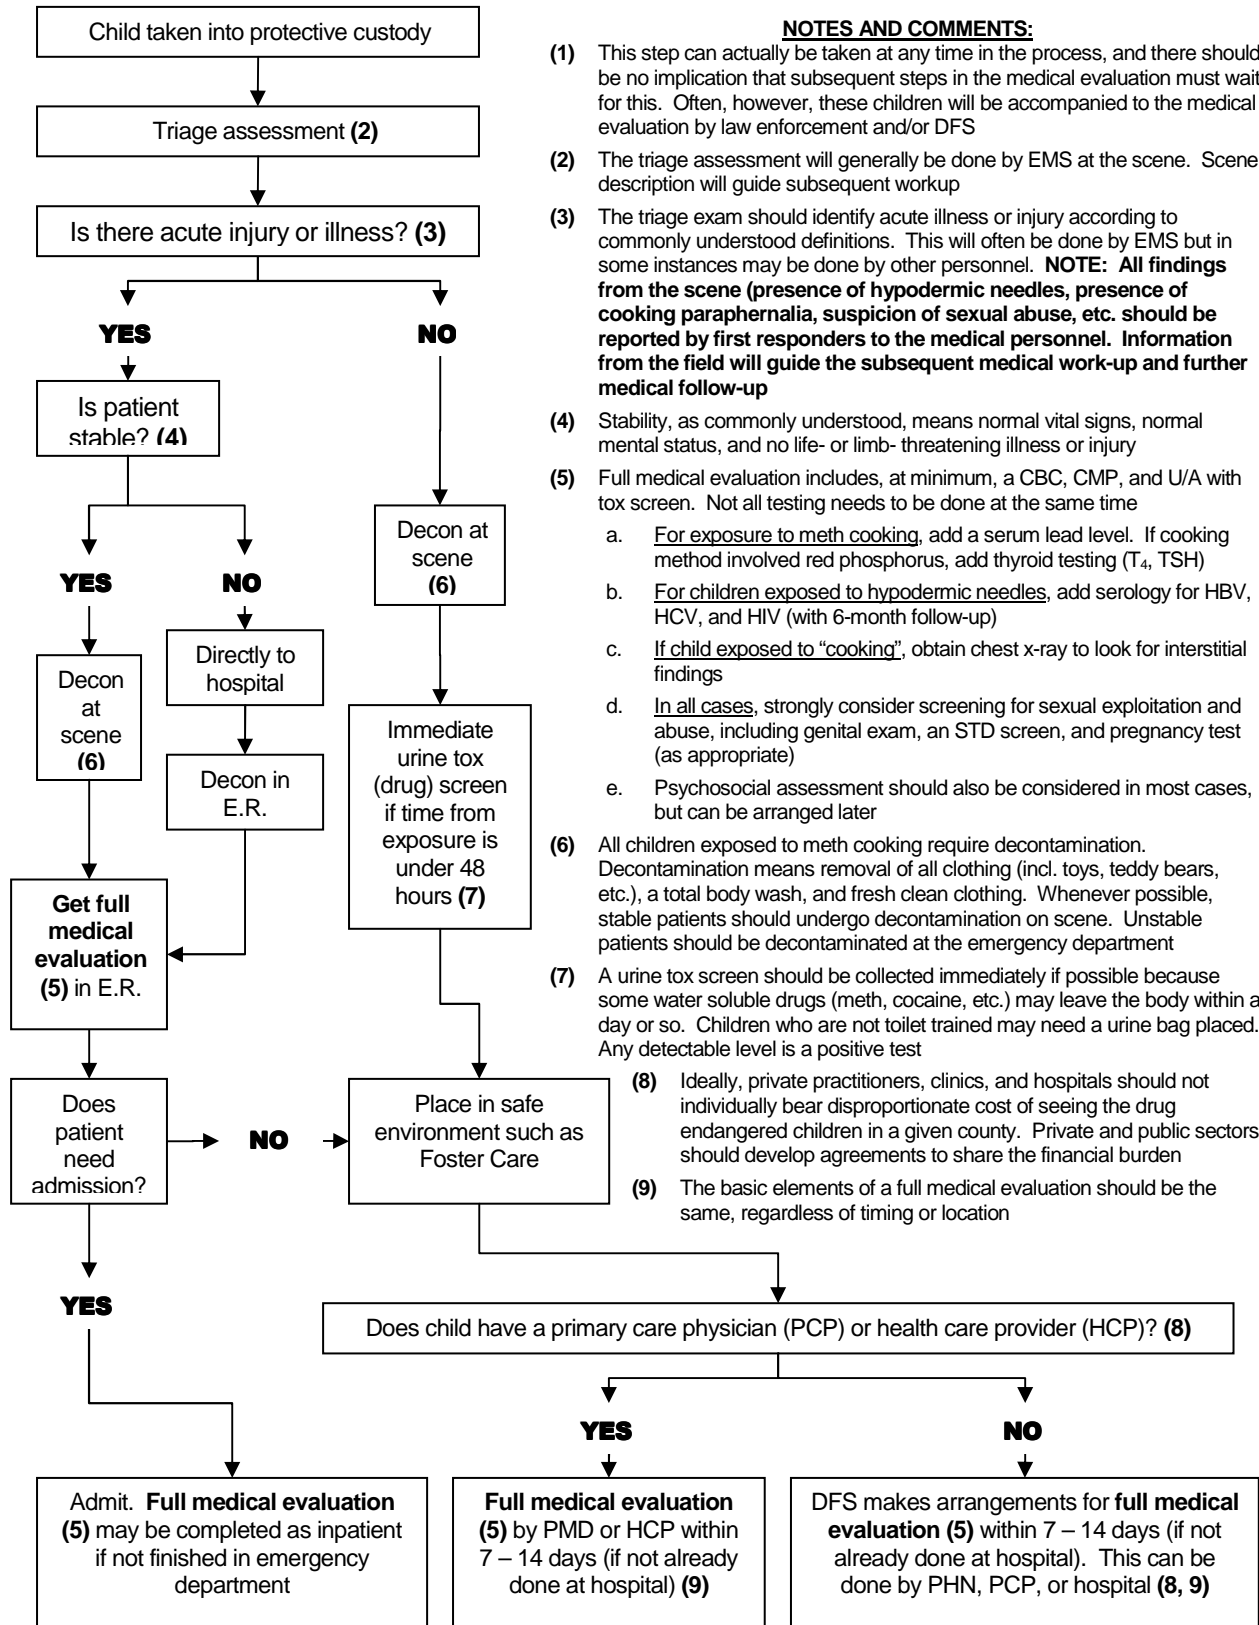 Child taken into protective custody
Triage assessment (2)
Is there acute injury or illness? (3)
YES
NO
Is patient
stable? (4)
YES
NO
Decon at
scene
(6)
Directly to
hospital
Decon
at
scene
(6)
Decon in
E.R.
Immediate
urine tox
(drug) screen
if time from
exposure is
under 48
hours (7)
Get full
medical
evaluation
(5) in E.R.
Does
patient
need
admission?
NO
Place in safe
environment such as
Foster Care
YES
Does child have a primary care physician (PCP) or health care provider (HCP)? (8)
YES
NO
Admit. Full medical evaluation
(5) may be completed as inpatient
if not finished in emergency
department
Full medical evaluation
(5) by PMD or HCP within
7 – 14 days (if not already
done at hospital) (9)
DFS makes arrangements for full medical
evaluation (5) within 7 – 14 days (if not
already done at hospital). This can be
done by PHN, PCP, or hospital (8, 9)
NOTES AND COMMENTS:
(1) This step can actually be taken at any time in the process, and there should
be no implication that subsequent steps in the medical evaluation must wait
for this. Often, however, these children will be accompanied to the medical
evaluation by law enforcement and/or DFS
(2) The triage assessment will generally be done by EMS at the scene. Scene
description will guide subsequent workup
(3) The triage exam should identify acute illness or injury according to
commonly understood definitions. This will often be done by EMS but in
some instances may be done by other personnel. NOTE: All findings
from the scene (presence of hypodermic needles, presence of
cooking paraphernalia, suspicion of sexual abuse, etc. should be
reported by first responders to the medical personnel. Information
from the field will guide the subsequent medical work-up and further
medical follow-up
(4) Stability, as commonly understood, means normal vital signs, normal
mental status, and no life- or limb- threatening illness or injury
(5) Full medical evaluation includes, at minimum, a CBC, CMP, and U/A with
tox screen. Not all testing needs to be done at the same time
a. For exposure to meth cooking, add a serum lead level. If cooking
method involved red phosphorus, add thyroid testing (T4, TSH)
b. For children exposed to hypodermic needles, add serology for HBV,
HCV, and HIV (with 6-month follow-up)
c. If child exposed to “cooking”, obtain chest x-ray to look for interstitial
findings
d. In all cases, strongly consider screening for sexual exploitation and
abuse, including genital exam, an STD screen, and pregnancy test
(as appropriate)
e. Psychosocial assessment should also be considered in most cases,
but can be arranged later
(6) All children exposed to meth cooking require decontamination.
Decontamination means removal of all clothing (incl. toys, teddy bears,
etc.), a total body wash, and fresh clean clothing. Whenever possible,
stable patients should undergo decontamination on scene. Unstable
patients should be decontaminated at the emergency department
(7) A urine tox screen should be collected immediately if possible because
some water soluble drugs (meth, cocaine, etc.) may leave the body within a
day or so. Children who are not toilet trained may need a urine bag placed.
Any detectable level is a positive test
(8) Ideally, private practitioners, clinics, and hospitals should not
individually bear disproportionate cost of seeing the drug
endangered children in a given county. Private and public sectors
should develop agreements to share the financial burden
(9) The basic elements of a full medical evaluation should be the
same, regardless of timing or location